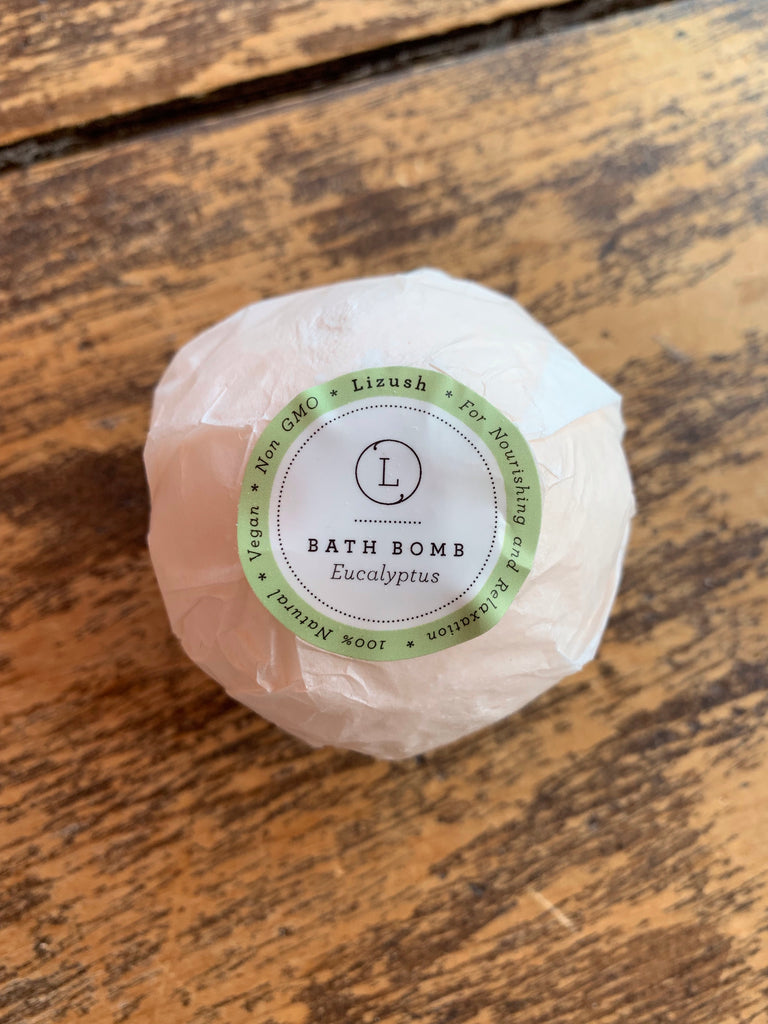 Lizush * For Nourishing and Relaxation * 100% Natural * Vegan * Non GMO *
L
BATH BOMB
Eucalyptus